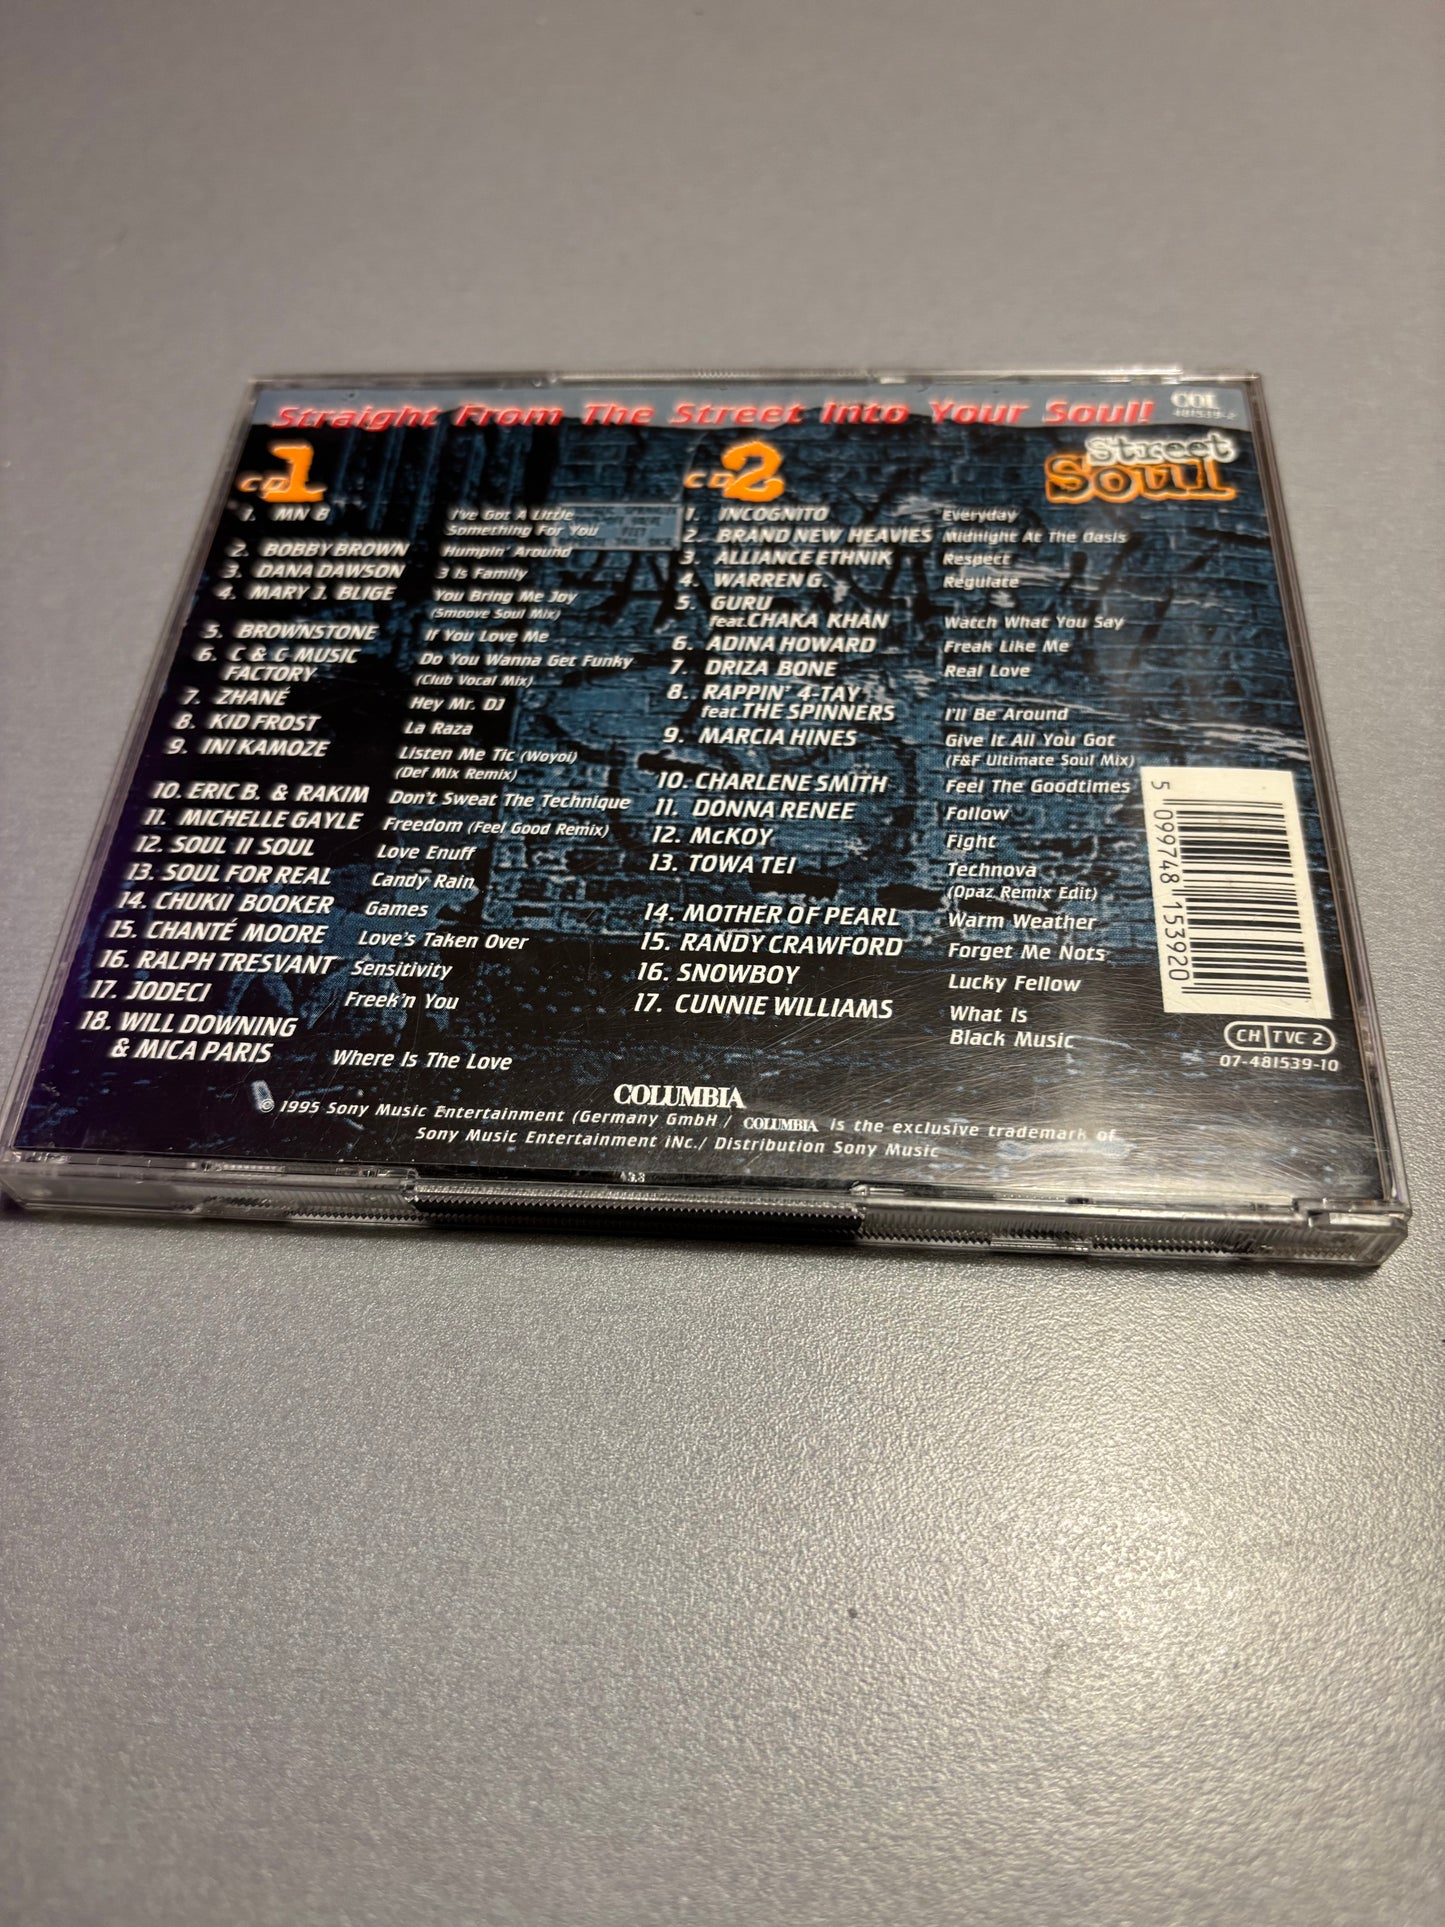 Straight From The Street Into Your Soul!
COL
481539-2
Street
Soul
CD 1
1. MN 8 I've Got A Little
Something For You
2. BOBBY BROWN Humpin' Around
3. DANA DAWSON 3 Is Family
4. MARY J. BLIGE You Bring Me Joy
(Smoove Soul Mix)
5. BROWNSTONE If You Love Me
6. C & C MUSIC
FACTORY Do You Wanna Get Funky
(Club Vocal Mix)
7. ZHANÉ Hey Mr. DJ
8. KID FROST La Raza
9. INI KAMOZE Listen Me Tic (Woyoi)
(Def Mix Remix)
10. ERIC B. & RAKIM Don't Sweat The Technique
11. MICHELLE GAYLE Freedom (Feel Good Remix)
12. SOUL II SOUL Love Enuff
13. SOUL FOR REAL Candy Rain
14. CHUKII BOOKER Games
15. CHANTÉ MOORE Love's Taken Over
16. RALPH TRESVANT Sensitivity
17. JODECI Freek'n You
18. WILL DOWNING
& MICA PARIS Where Is The Love
CD 2
1. INCOGNITO Everyday
2. BRAND NEW HEAVIES Midnight At The Oasis
3. ALLIANCE ETHNIK Respect
4. WARREN G. Regulate
5. GURU
feat.CHAKA KHAN Watch What You Say
6. ADINA HOWARD Freak Like Me
7. DRIZA BONE Real Love
8. RAPPIN' 4-TAY
feat.THE SPINNERS I'll Be Around
9. MARCIA HINES Give It All You Got
(F&F Ultimate Soul Mix)
10. CHARLENE SMITH Feel The Goodtimes
11. DONNA RENEE Follow
12. McKOY Fight
13. TOWA TEI Technova
(Opaz Remix Edit)
14. MOTHER OF PEARL Warm Weather
15. RANDY CRAWFORD Forget Me Nots
16. SNOWBOY Lucky Fellow
17. CUNNIE WILLIAMS What Is
Black Music
5 099748 153920
CH TVC 2
07-481539-10
COLUMBIA
© 1995 Sony Music Entertainment (Germany GmbH / COLUMBIA is the exclusive trademark of
Sony Music Entertainment iNc./ Distribution Sony Music